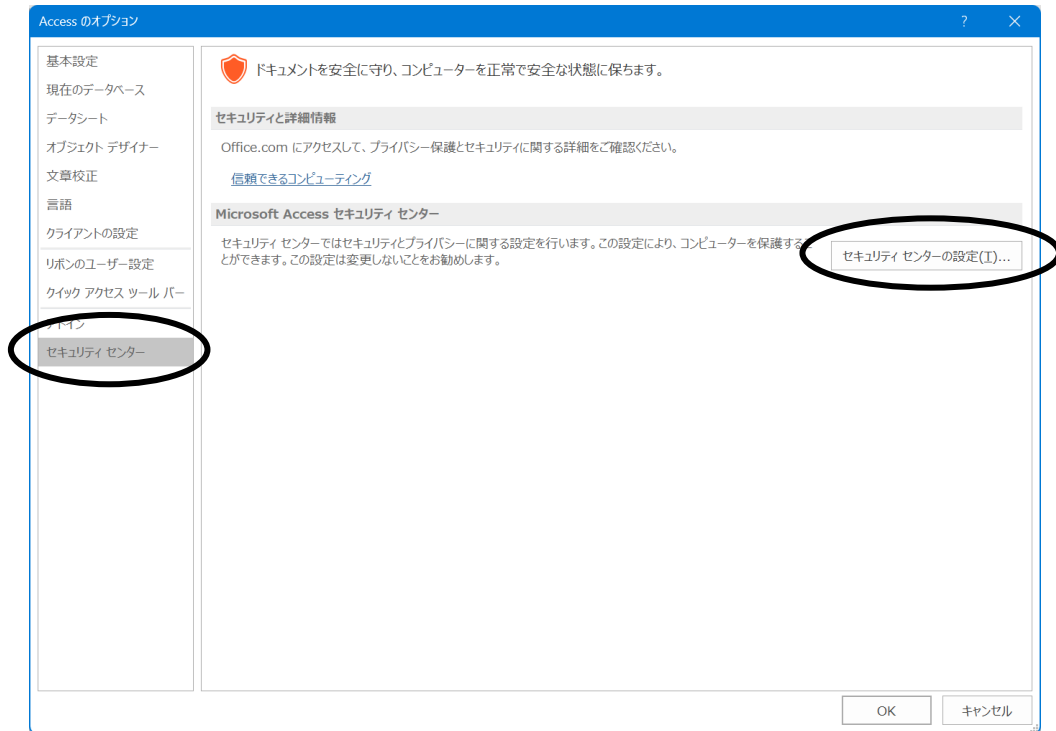 Access のオプション
?
基本設定
現在のデータベース
データシート
オブジェクト デザイナー
文章校正
言語
クライアントの設定
リボンのユーザー設定
クイック アクセス ツール バー
アドイン
セキュリティ センター
ドキュメントを安全に守り、コンピューターを正常で安全な状態に保ちます。
セキュリティと詳細情報
Office.com にアクセスして、プライバシー保護とセキュリティに関する詳細をご確認ください。
信頼できるコンピューティング
Microsoft Access セキュリティ センター
セキュリティ センターではセキュリティとプライバシーに関する設定を行います。この設定により、コンピューターを保護するこ
とができます。この設定は変更しないことをお勧めします。
セキュリティ センターの設定(T)...
OK
キャンセル